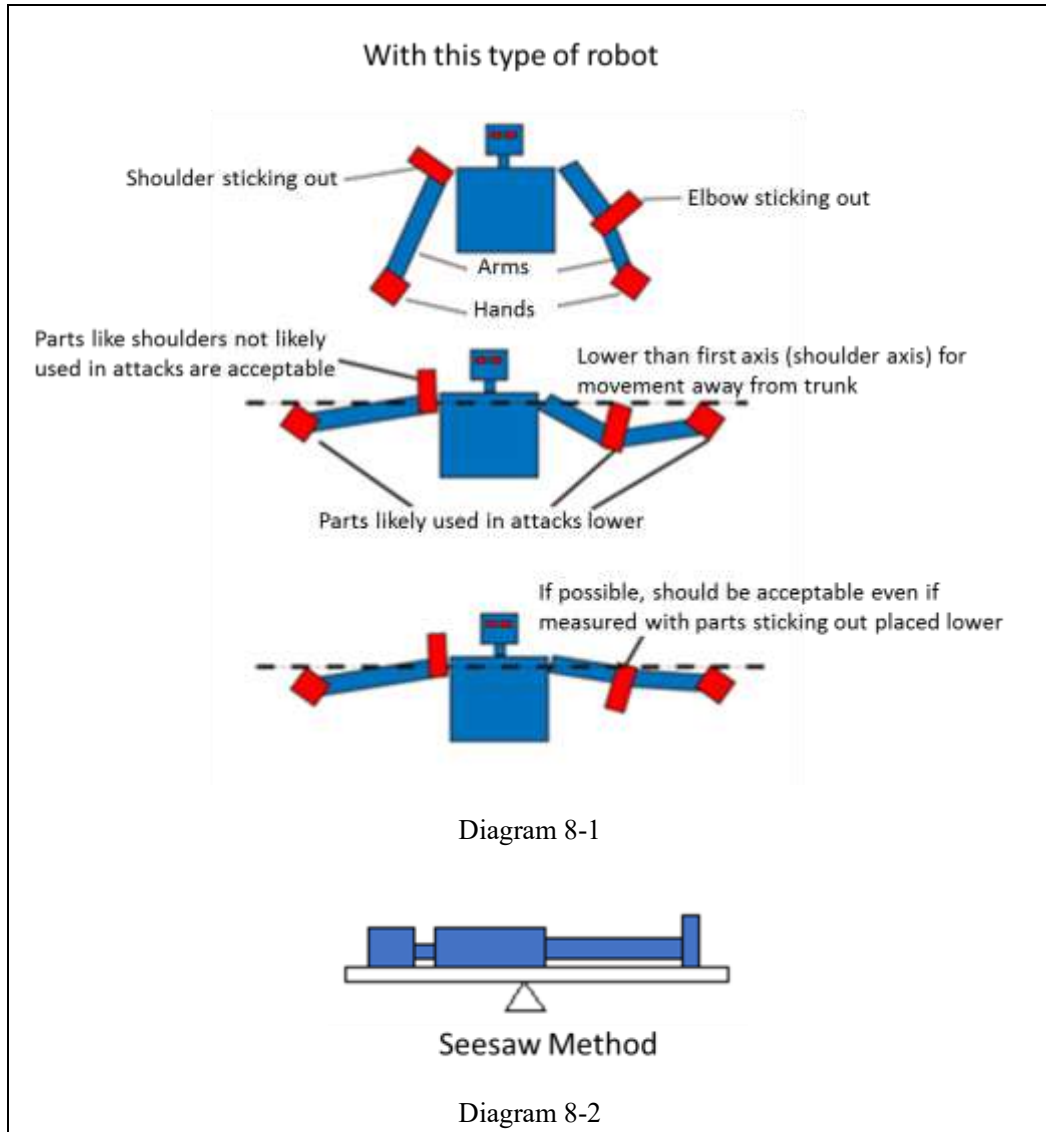 With this type of robot
Shoulder sticking out
Elbow sticking out
Arms
Hands
Parts like shoulders not likely
used in attacks are acceptable
Lower than first axis (shoulder axis) for
movement away from trunk
Parts likely used in attacks lower
If possible, should be acceptable even if
measured with parts sticking out placed lower
Diagram 8-1
Seesaw Method
Diagram 8-2